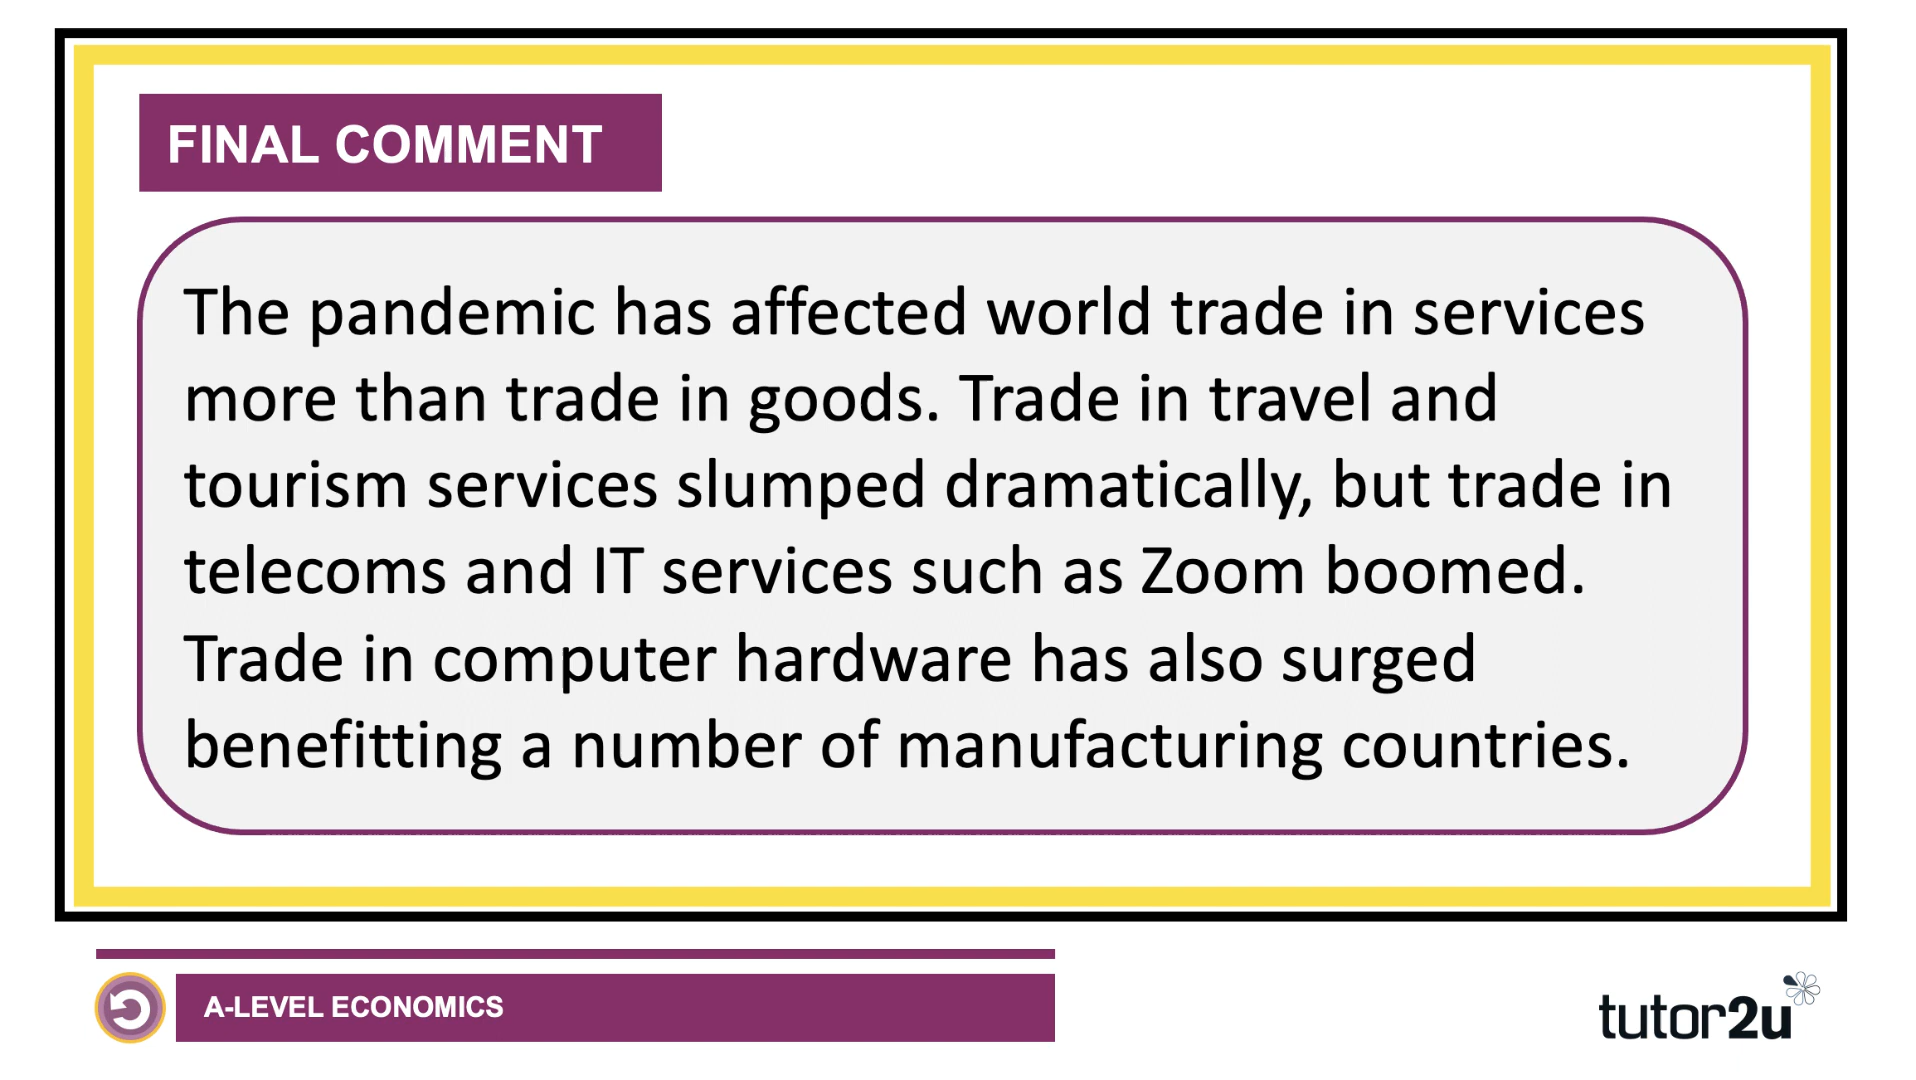 FINAL COMMENT
The pandemic has affected world trade in services
more than trade in goods. Trade in travel and
tourism services slumped dramatically, but trade in
telecoms and IT services such as Zoom boomed.
Trade in computer hardware has also surged
benefitting a number of manufacturing countries.
A-LEVEL ECONOMICS
tutor2u